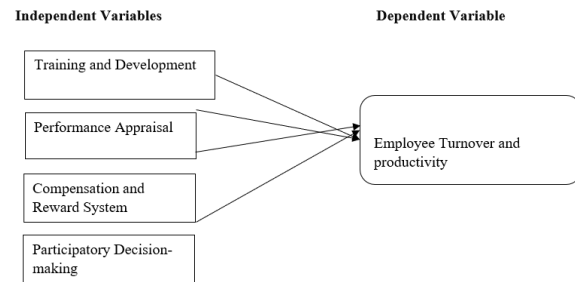 Independent Variables
Dependent Variable
Training and Development
Performance Appraisal
Employee Turnover and
productivity
Compensation and
Reward System
Participatory Decision-
making